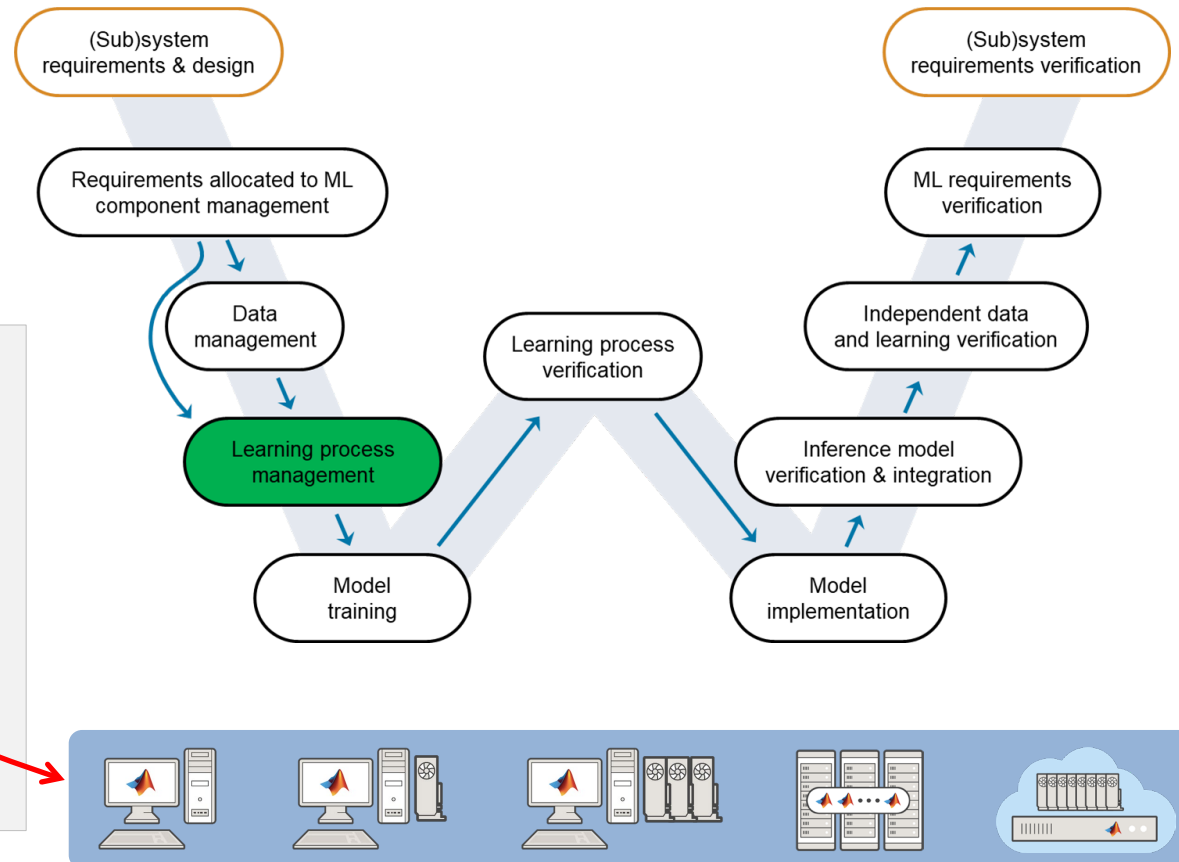 (Sub)system
requirements & design
(Sub)system
requirements verification
Requirements allocated to ML
component management
ML requirements
verification
Data
management
Independent data
and learning verification
Learning process
verification
Learning process
management
Inference model
verification & integration
Model
training
Model
implementation